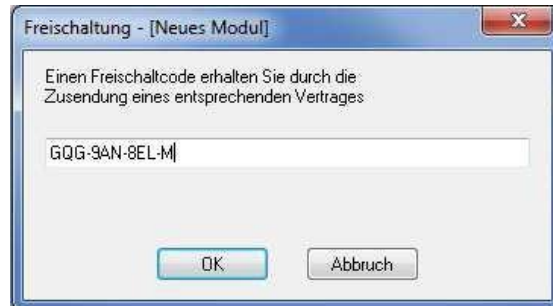 Freischaltung - [Neues Modul]
Einen Freischaltcode erhalten Sie durch die
Zusendung eines entsprechenden Vertrages
GQG-9AN-8EL-M
OK
Abbruch